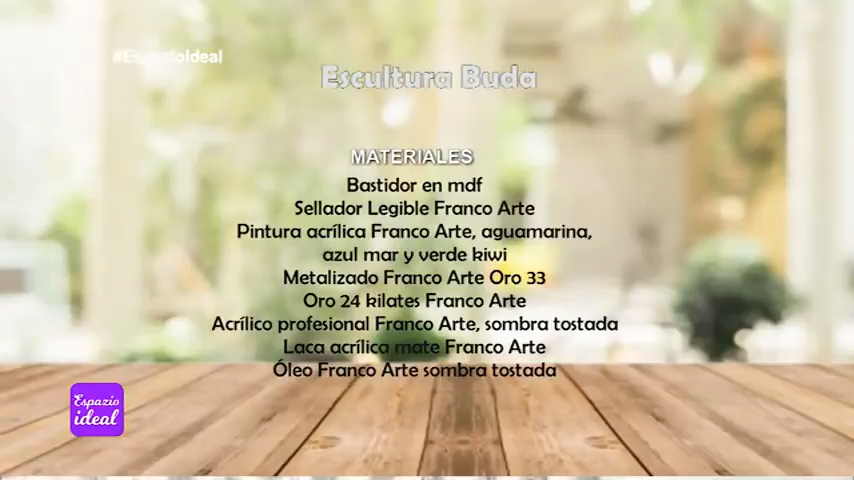 #EspazioIdeal
Escultura Buda
MATERIALES
Bastidor en mdf
Sellador Legible Franco Arte
Pintura acrílica Franco Arte, aguamarina,
azul mar y verde kiwi
Metalizado Franco Arte Oro 33
Oro 24 kilates Franco Arte
Acrílico profesional Franco Arte, sombra tostada
Laca acrílica mate Franco Arte
Óleo Franco Arte sombra tostada
Espazio
ideal